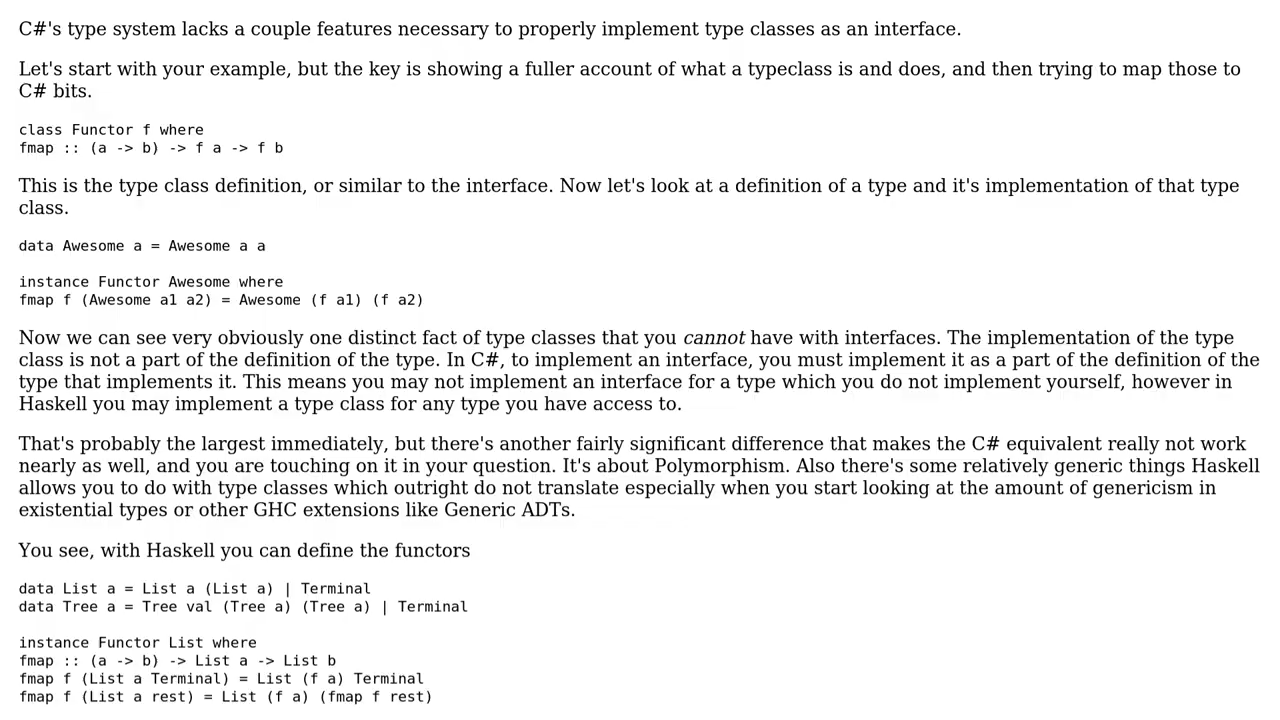 C#'s type system lacks a couple features necessary to properly implement type classes as an interface.
Let's start with your example, but the key is showing a fuller account of what a typeclass is and does, and then trying to map those to
C# bits.
class Functor f where
fmap :: (a -> b) -> f a -> f b
This is the type class definition, or similar to the interface. Now let's look at a definition of a type and it's implementation of that type
class.
data Awesome a = Awesome a a
instance Functor Awesome where
fmap f (Awesome a1 a2) = Awesome (f a1) (f a2)
Now we can see very obviously one distinct fact of type classes that you cannot have with interfaces. The implementation of the type
class is not a part of the definition of the type. In C#, to implement an interface, you must implement it as a part of the definition of the
type that implements it. This means you may not implement an interface for a type which you do not implement yourself, however in
Haskell you may implement a type class for any type you have access to.
That's probably the largest immediately, but there's another fairly significant difference that makes the C# equivalent really not work
nearly as well, and you are touching on it in your question. It's about Polymorphism. Also there's some relatively generic things Haskell
allows you to do with type classes which outright do not translate especially when you start looking at the amount of genericism in
existential types or other GHC extensions like Generic ADTs.
You see, with Haskell you can define the functors
data List a = List a (List a) | Terminal
data Tree a = Tree val (Tree a) (Tree a) | Terminal
instance Functor List where
fmap :: (a -> b) -> List a -> List b
fmap f (List a Terminal) = List (f a) Terminal
fmap f (List a rest) = List (f a) (fmap f rest)